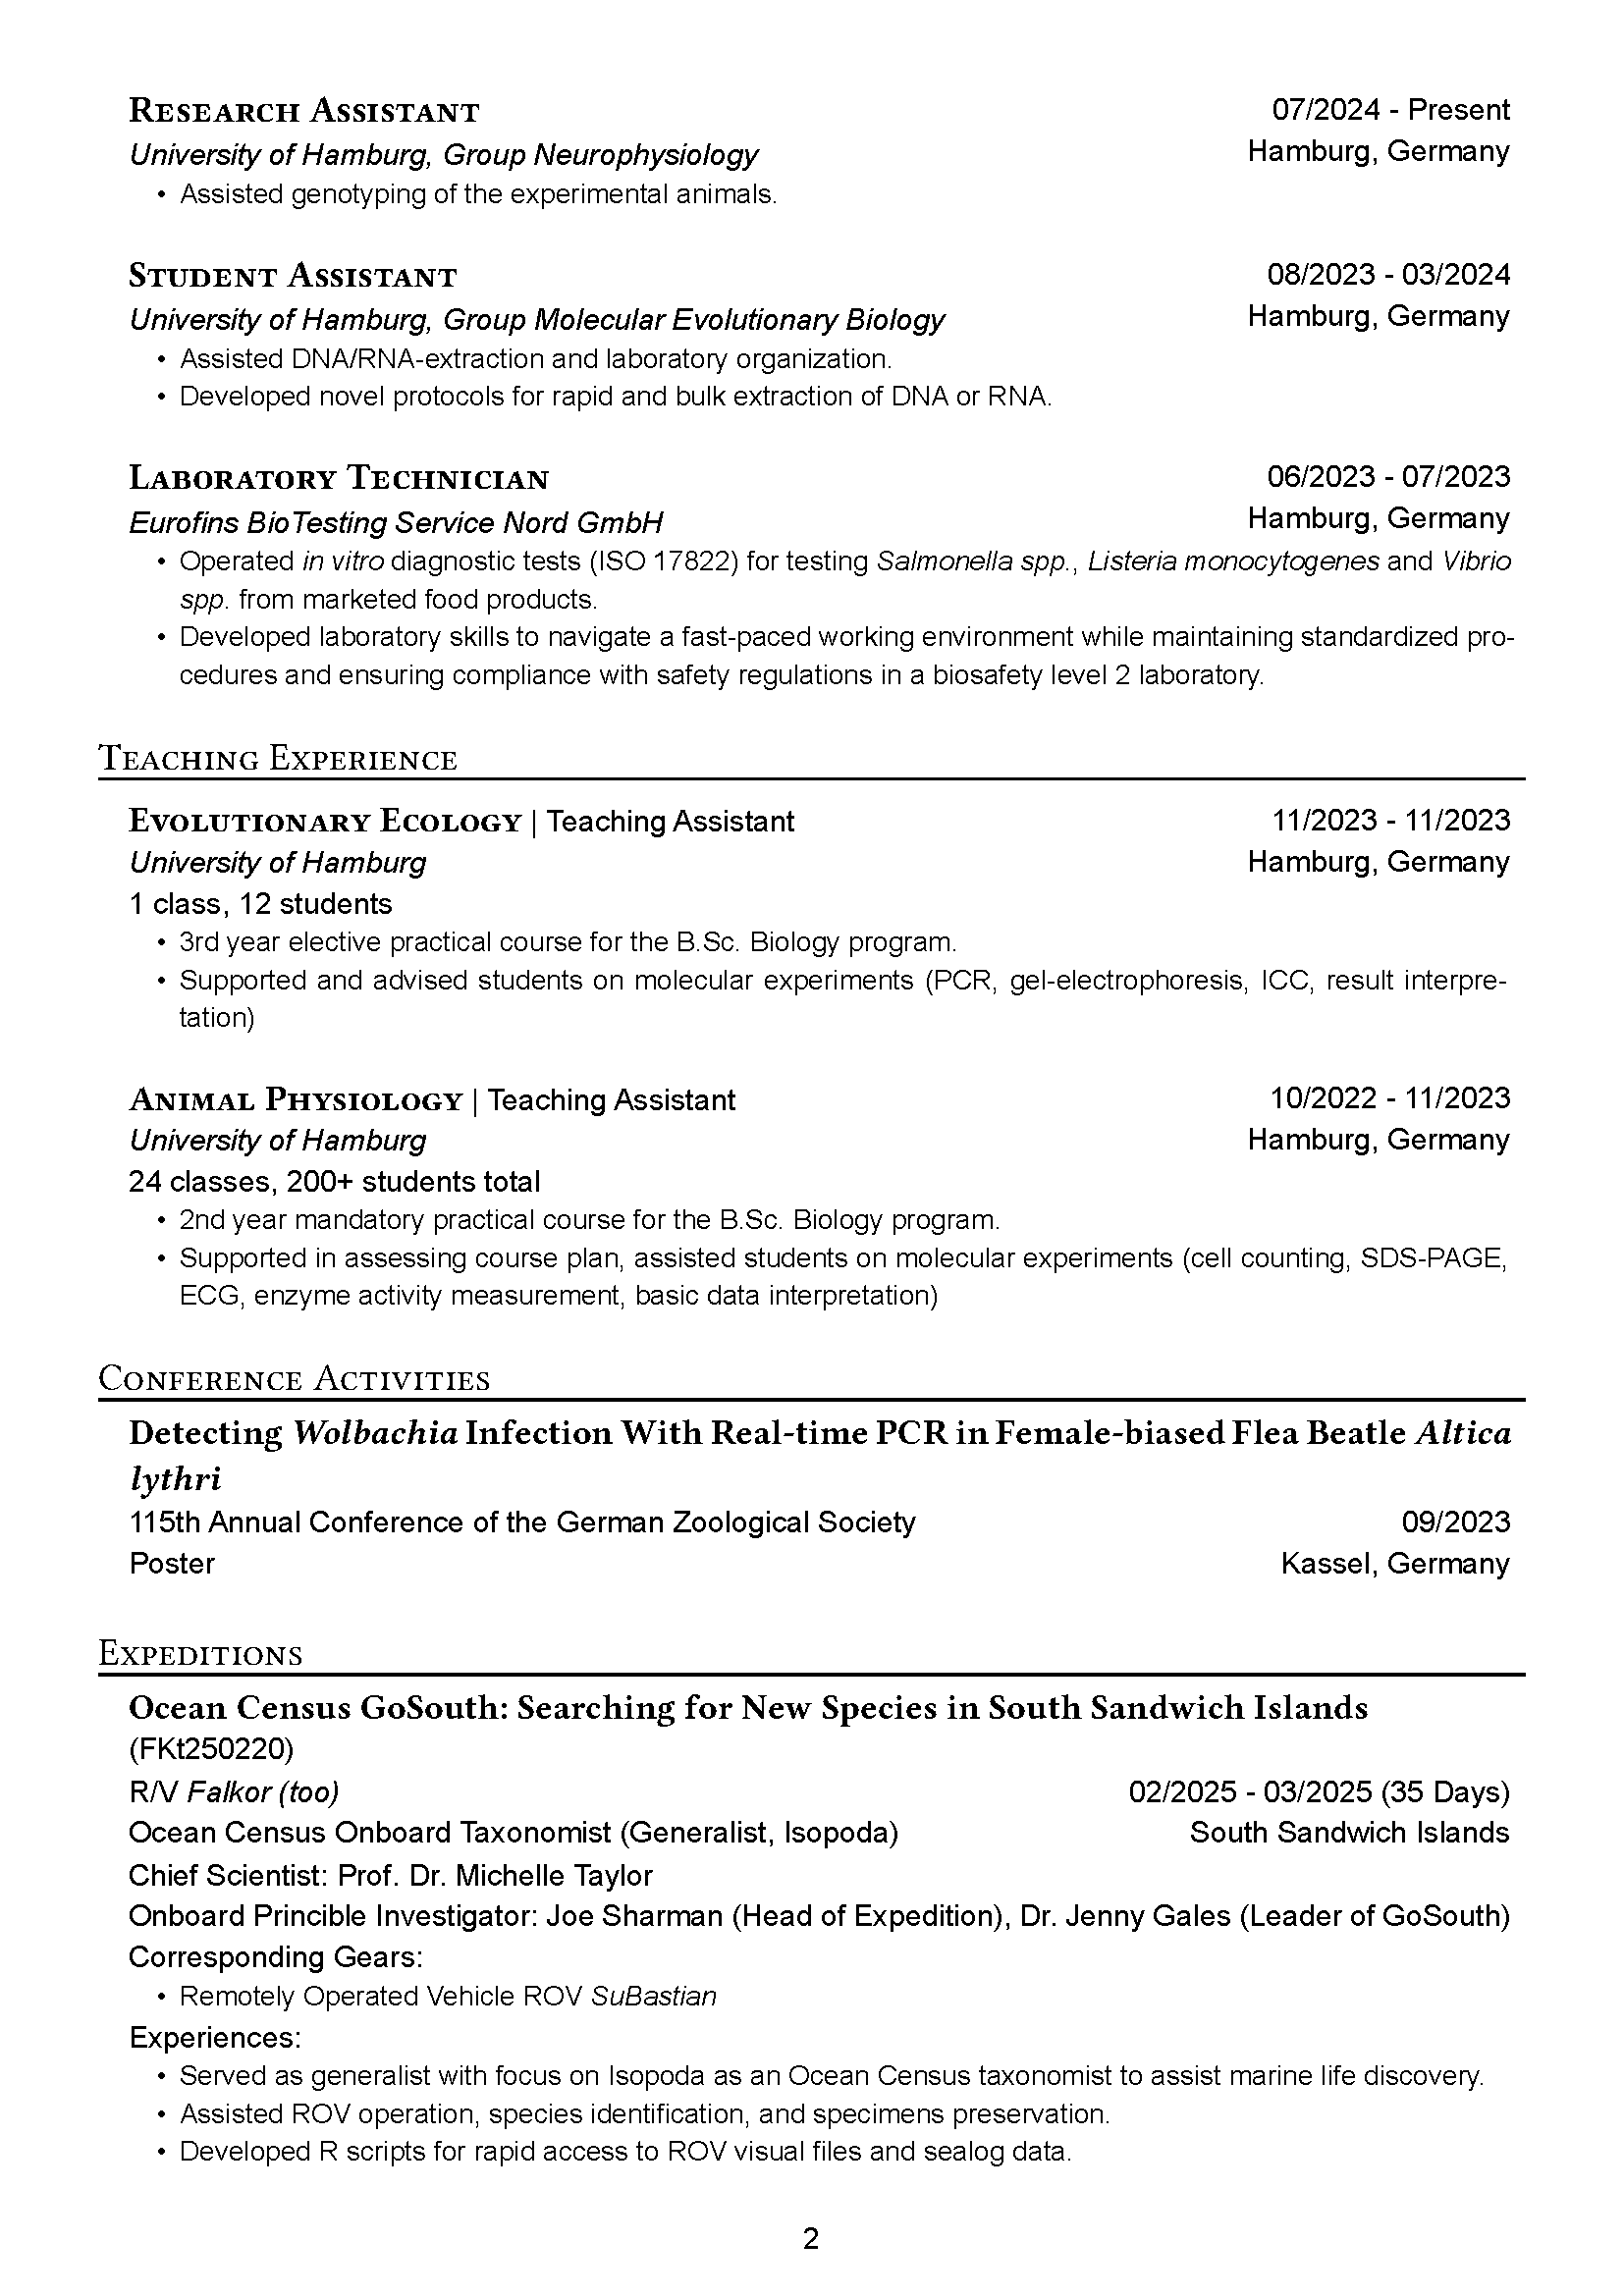 Research Assistant 07/2024 - Present
University of Hamburg, Group Neurophysiology Hamburg, Germany
• Assisted genotyping of the experimental animals.
Student Assistant 08/2023 - 03/2024
University of Hamburg, Group Molecular Evolutionary Biology Hamburg, Germany
• Assisted DNA/RNA-extraction and laboratory organization.
• Developed novel protocols for rapid and bulk extraction of DNA or RNA.
Laboratory Technician 06/2023 - 07/2023
Eurofins BioTesting Service Nord GmbH Hamburg, Germany
• Operated in vitro diagnostic tests (ISO 17822) for testing Salmonella spp., Listeria monocytogenes and Vibrio
spp. from marketed food products.
• Developed laboratory skills to navigate a fast-paced working environment while maintaining standardized pro-
cedures and ensuring compliance with safety regulations in a biosafety level 2 laboratory.
Teaching Experience
Evolutionary Ecology | Teaching Assistant 11/2023 - 11/2023
University of Hamburg Hamburg, Germany
1 class, 12 students
• 3rd year elective practical course for the B.Sc. Biology program.
• Supported and advised students on molecular experiments (PCR, gel-electrophoresis, ICC, result interpre-
tation)
Animal Physiology | Teaching Assistant 10/2022 - 11/2023
University of Hamburg Hamburg, Germany
24 classes, 200+ students total
• 2nd year mandatory practical course for the B.Sc. Biology program.
• Supported in assessing course plan, assisted students on molecular experiments (cell counting, SDS-PAGE,
ECG, enzyme activity measurement, basic data interpretation)
Conference Activities
Detecting Wolbachia Infection With Real-time PCR in Female-biased Flea Beatle Altica
lythri
115th Annual Conference of the German Zoological Society 09/2023
Poster Kassel, Germany
Expeditions
Ocean Census GoSouth: Searching for New Species in South Sandwich Islands
(FKt250220)
R/V Falkor (too) 02/2025 - 03/2025 (35 Days)
Ocean Census Onboard Taxonomist (Generalist, Isopoda) South Sandwich Islands
Chief Scientist: Prof. Dr. Michelle Taylor
Onboard Princible Investigator: Joe Sharman (Head of Expedition), Dr. Jenny Gales (Leader of GoSouth)
Corresponding Gears:
• Remotely Operated Vehicle ROV SuBastian
Experiences:
• Served as generalist with focus on Isopoda as an Ocean Census taxonomist to assist marine life discovery.
• Assisted ROV operation, species identification, and specimens preservation.
• Developed R scripts for rapid access to ROV visual files and sealog data.
2